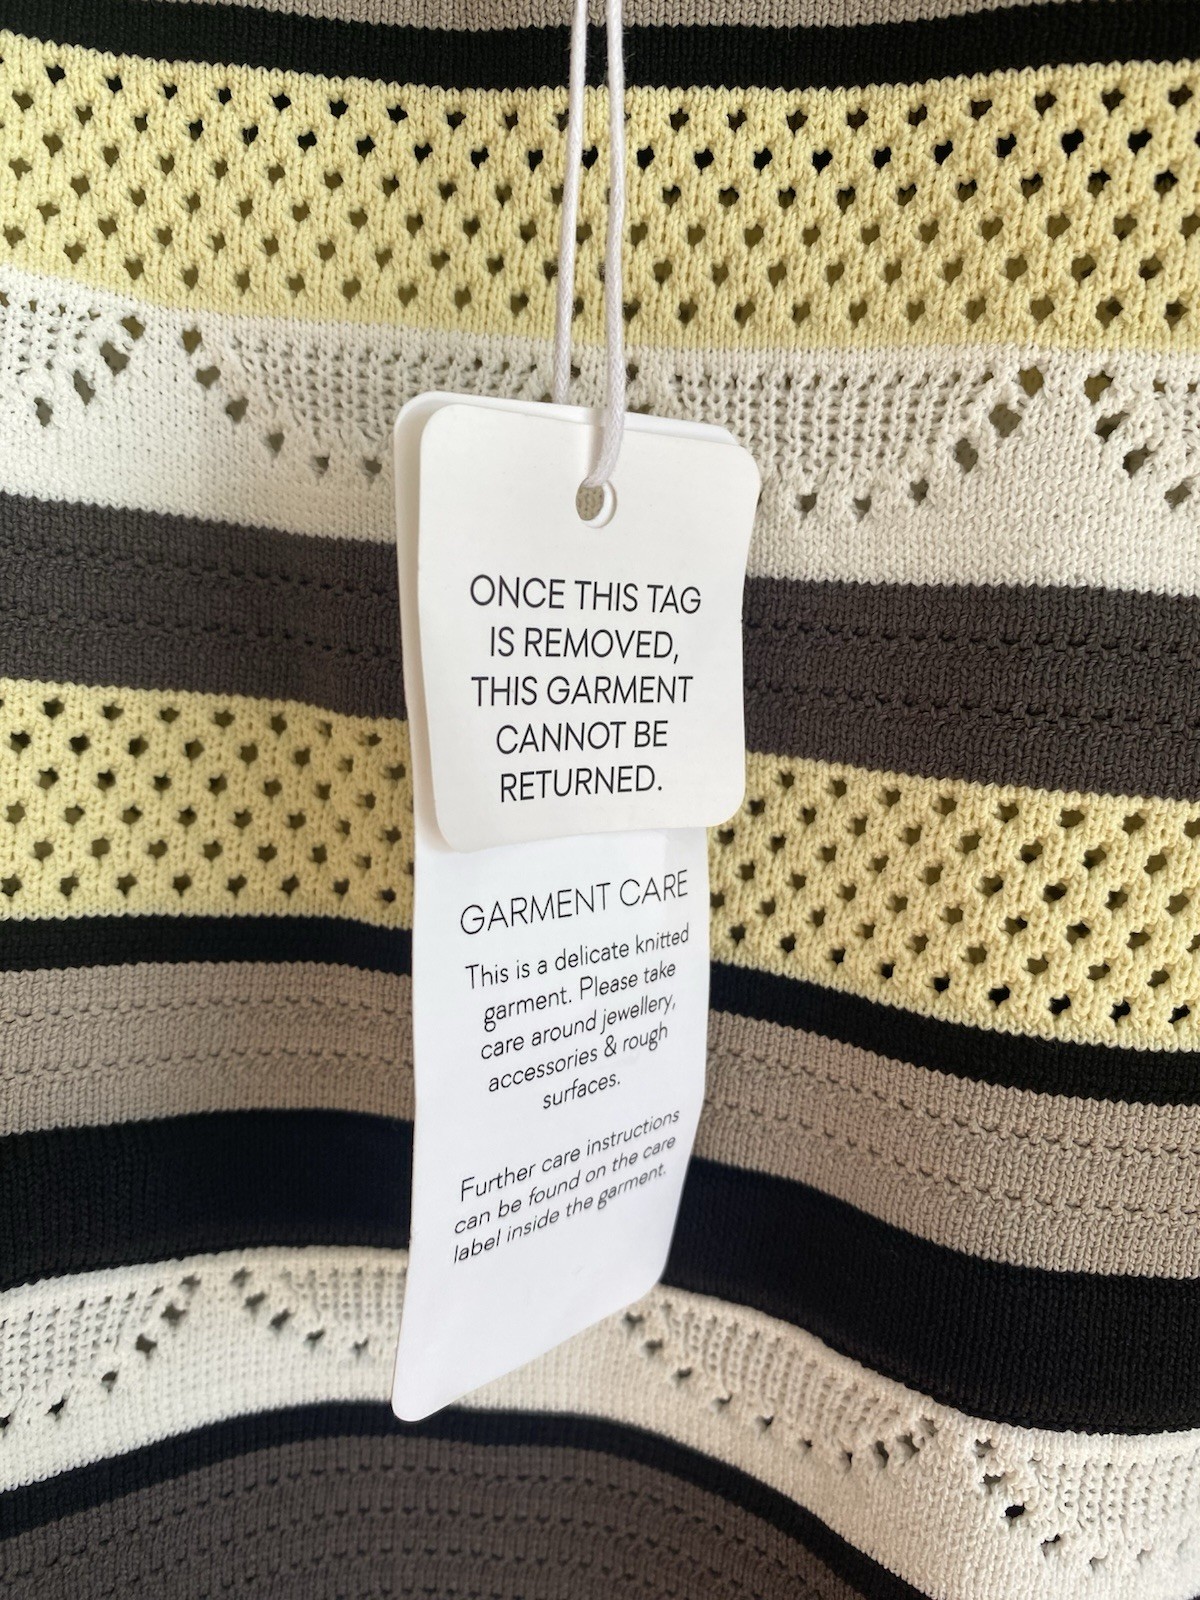 ONCE THIS TAG
IS REMOVED,
THIS GARMENT
CANNOT BE
RETURNED.
GARMENT CARE
This is a delicate knitted
garment. Please take
care around jewellery,
accessories & rough
surfaces.
Further care instructions
can be found on the care
label inside the garment.